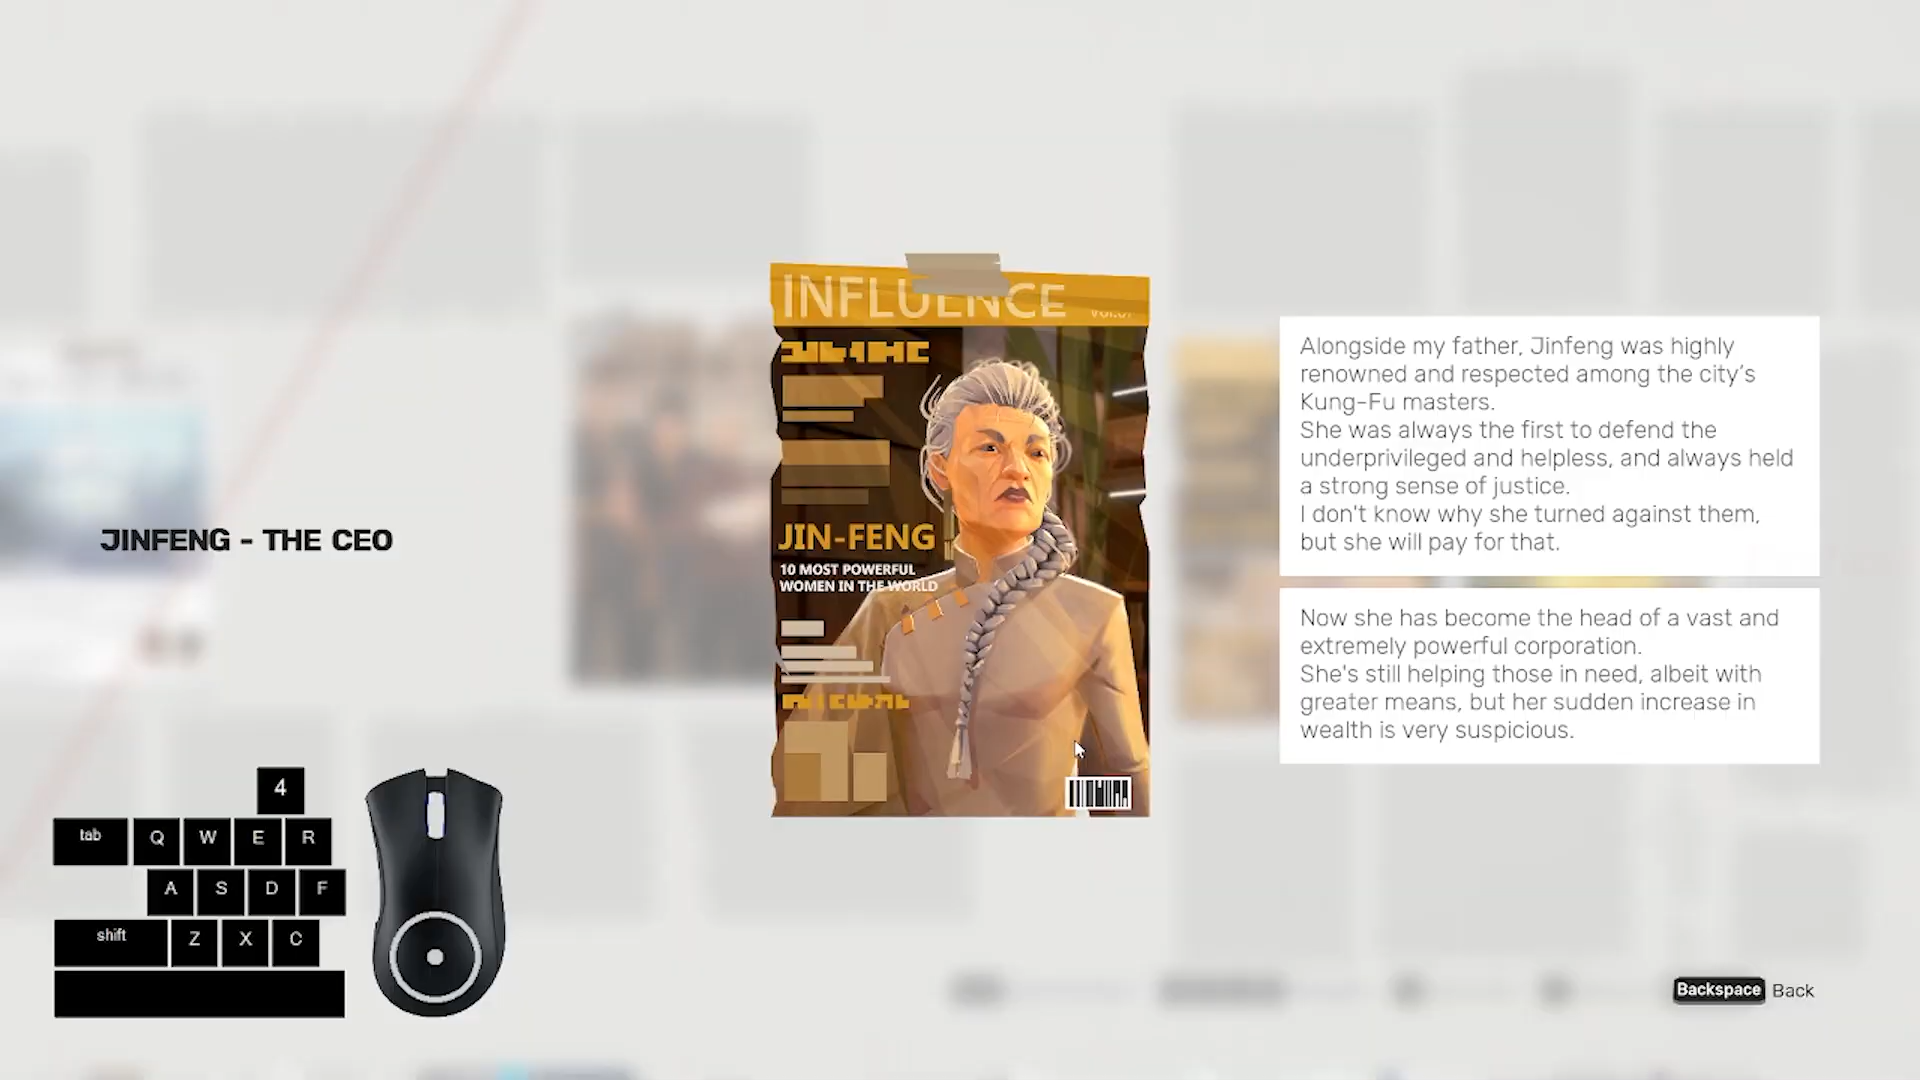 JINFENG - THE CEO
INFLUENCE
JIN-FENG
10 MOST POWERFUL
WOMEN IN THE WORLD
Alongside my father, Jinfeng was highly
renowned and respected among the city’s
Kung-Fu masters.
She was always the first to defend the
underprivileged and helpless, and always held
a strong sense of justice.
I don't know why she turned against them,
but she will pay for that.
Now she has become the head of a vast and
extremely powerful corporation.
She's still helping those in need, albeit with
greater means, but her sudden increase in
wealth is very suspicious.
4
tab Q W E R
A S D F
shift Z X C
Backspace Back